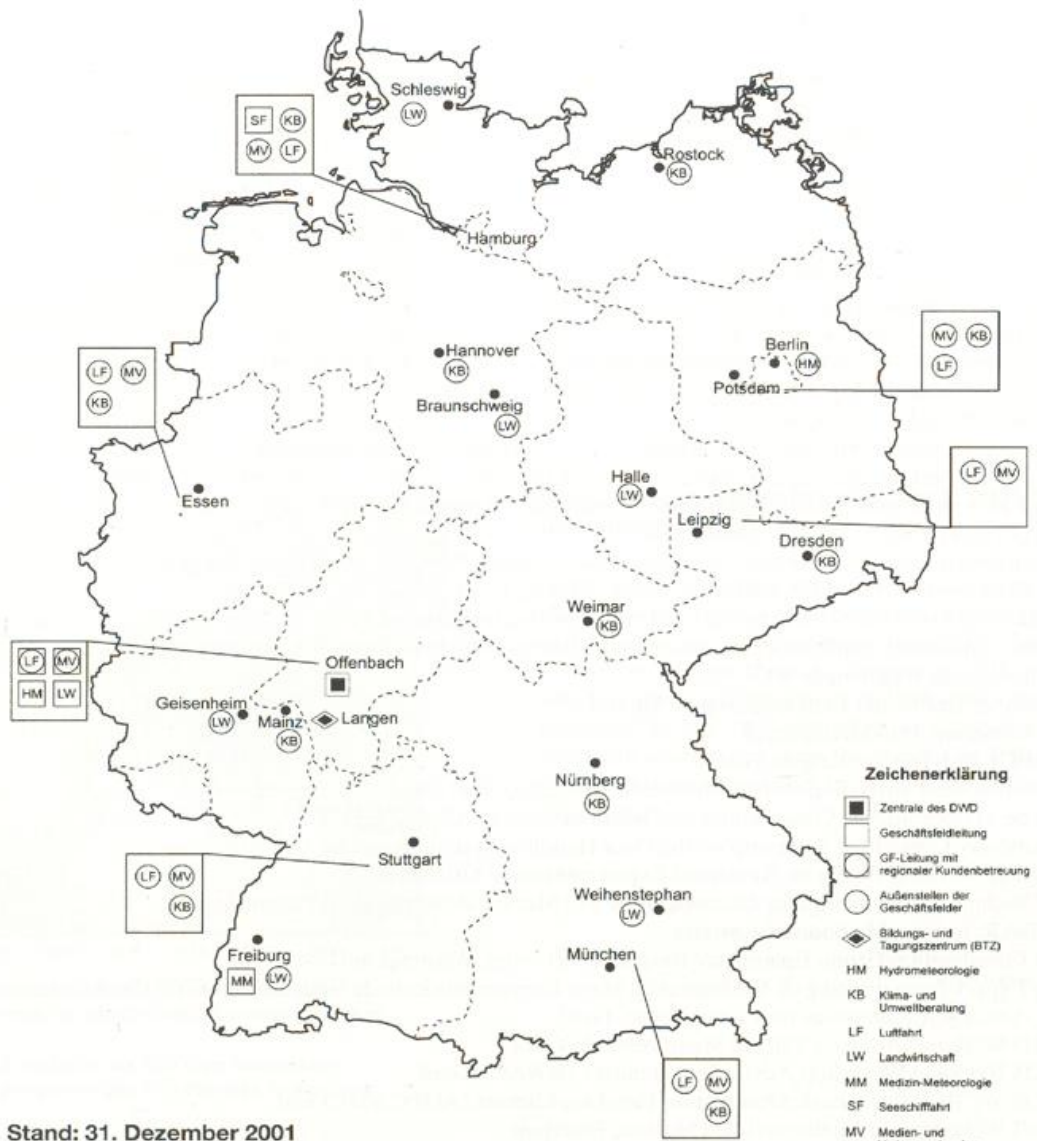 Schleswig
LW
SF KB
MV LF
Rostock
KB
Hamburg
LF MV
KB
Hannover
KB
Braunschweig
LW
Berlin
HM
Potsdam
MV KB
LF
Essen
Halle
LW
Leipzig
LF MV
Dresden
KB
Weimar
KB
LF MV
HM LW
Offenbach
Geisenheim
LW
Mainz
KB
Langen
Nürnberg
KB
LF MV
KB
Stuttgart
Weihenstephan
LW
Freiburg
MM LW
München
LF MV
KB
Zeichenerklärung
Zentrale des DWD
Geschäftsfeldleitung
GF-Leitung mit
regionaler Kundenbetreuung
Außenstellen der
Geschäftsfelder
Bildungs- und
Tagungszentrum (BTZ)
HM Hydrometeorologie
KB Klima- und
Umweltberatung
LF Luftfahrt
LW Landwirtschaft
MM Medizin-Meteorologie
SF Seeschifffahrt
MV Medien- und
Stand: 31. Dezember 2001